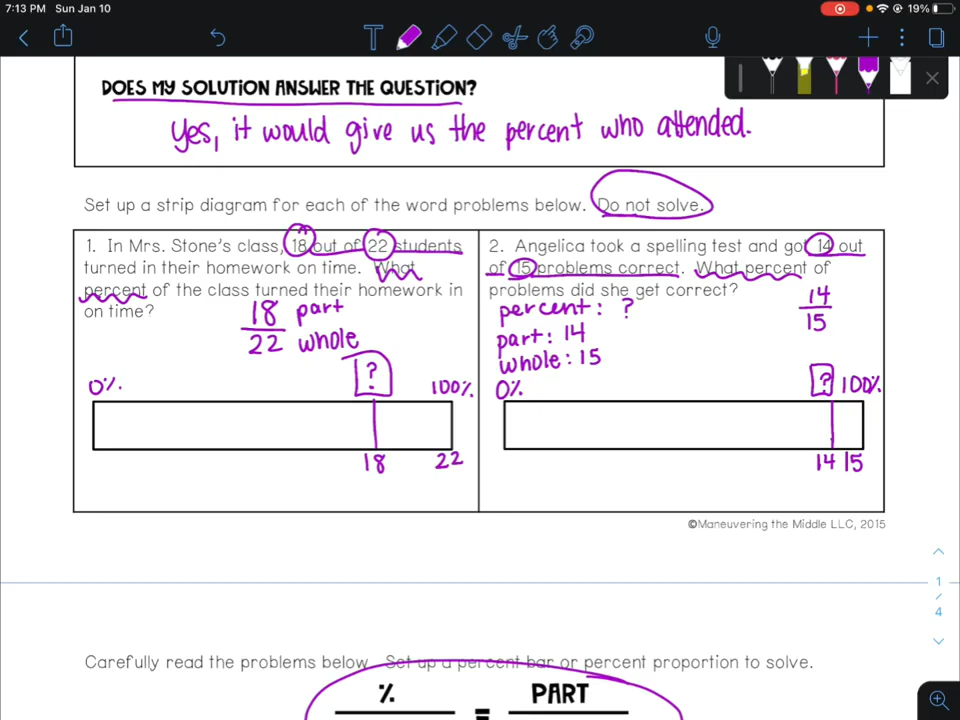 7:13 PM Sun Jan 10
19%
DOES MY SOLUTION ANSWER THE QUESTION?
Yes, it would give us the percent who attended.
Set up a strip diagram for each of the word problems below. Do not solve.
1. In Mrs. Stone's class, 18 out of 22 students
turned in their homework on time. What
percent of the class turned their homework in
on time?
18 part
22 whole
?
0%
100%
18
22
2. Angelica took a spelling test and got 14 out
of 15 problems correct. What percent of
problems did she get correct?
14
15
percent: ?
part: 14
whole: 15
0%
?
100%
14 15
©Maneuvering the Middle LLC, 2015
1
/
4
Carefully read the problems below. Set up a percent bar or percent proportion to solve.
% = PART